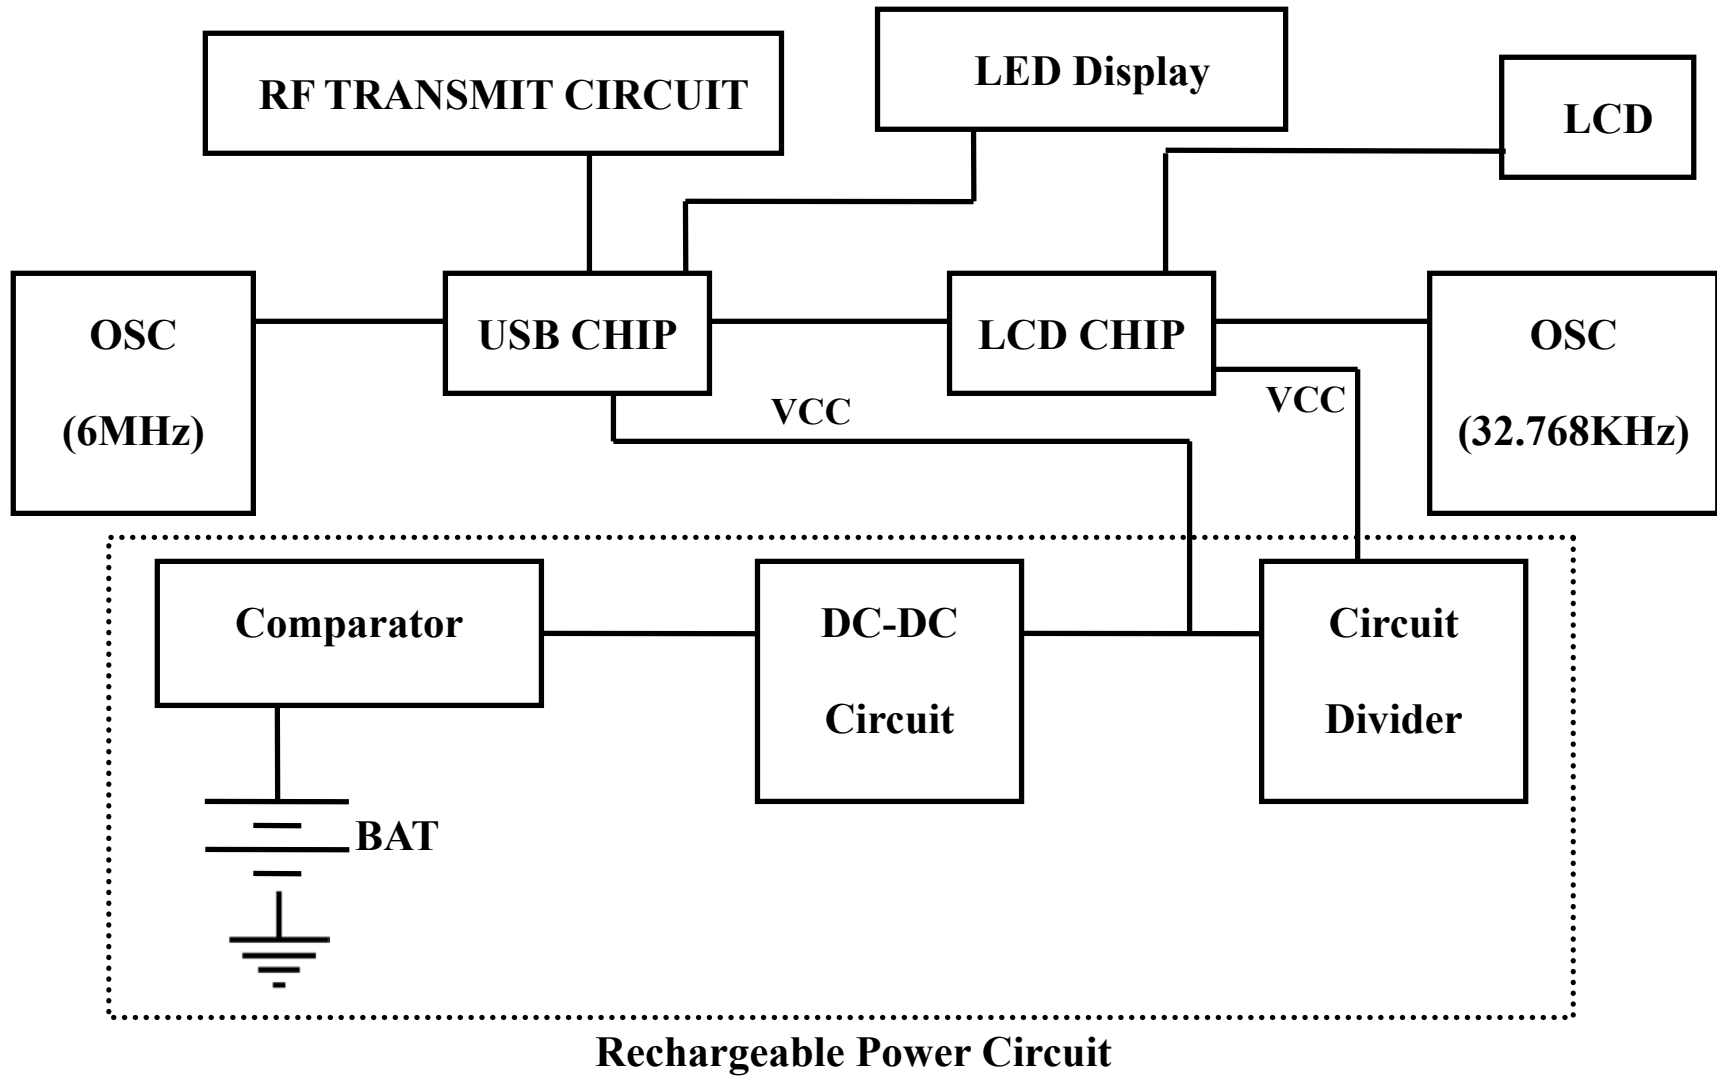 RF TRANSMIT CIRCUIT
LED Display
LCD
OSC
(6MHz)
USB CHIP
LCD CHIP
OSC
(32.768KHz)
VCC
VCC
Comparator
DC-DC
Circuit
Circuit
Divider
BAT
Rechargeable Power Circuit